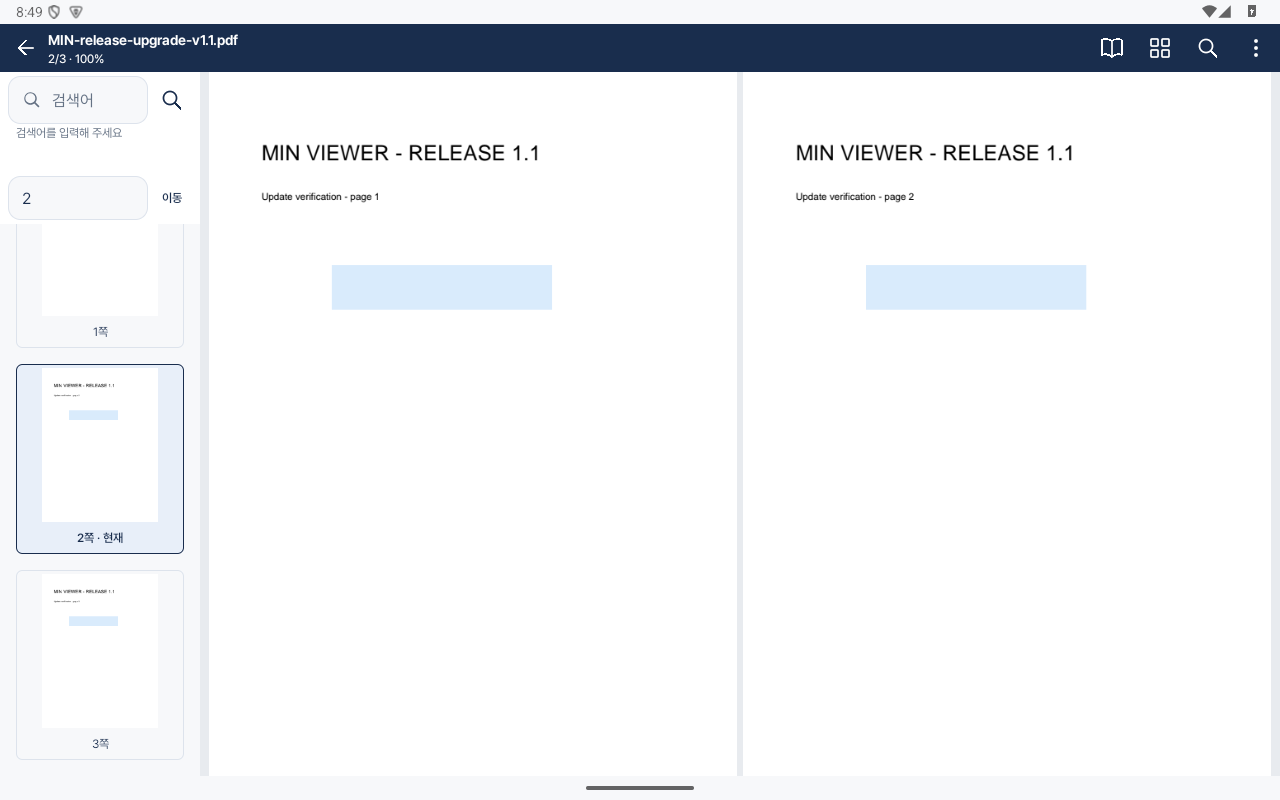 8:49
MIN-release-upgrade-v1.1.pdf
2/3 · 100%
검색어
검색어를 입력해 주세요
2
이동
1쪽
MIN VIEWER - RELEASE 1.1
2쪽 · 현재
MIN VIEWER - RELEASE 1.1
3쪽
MIN VIEWER - RELEASE 1.1
Update verification - page 1
MIN VIEWER - RELEASE 1.1
Update verification - page 2